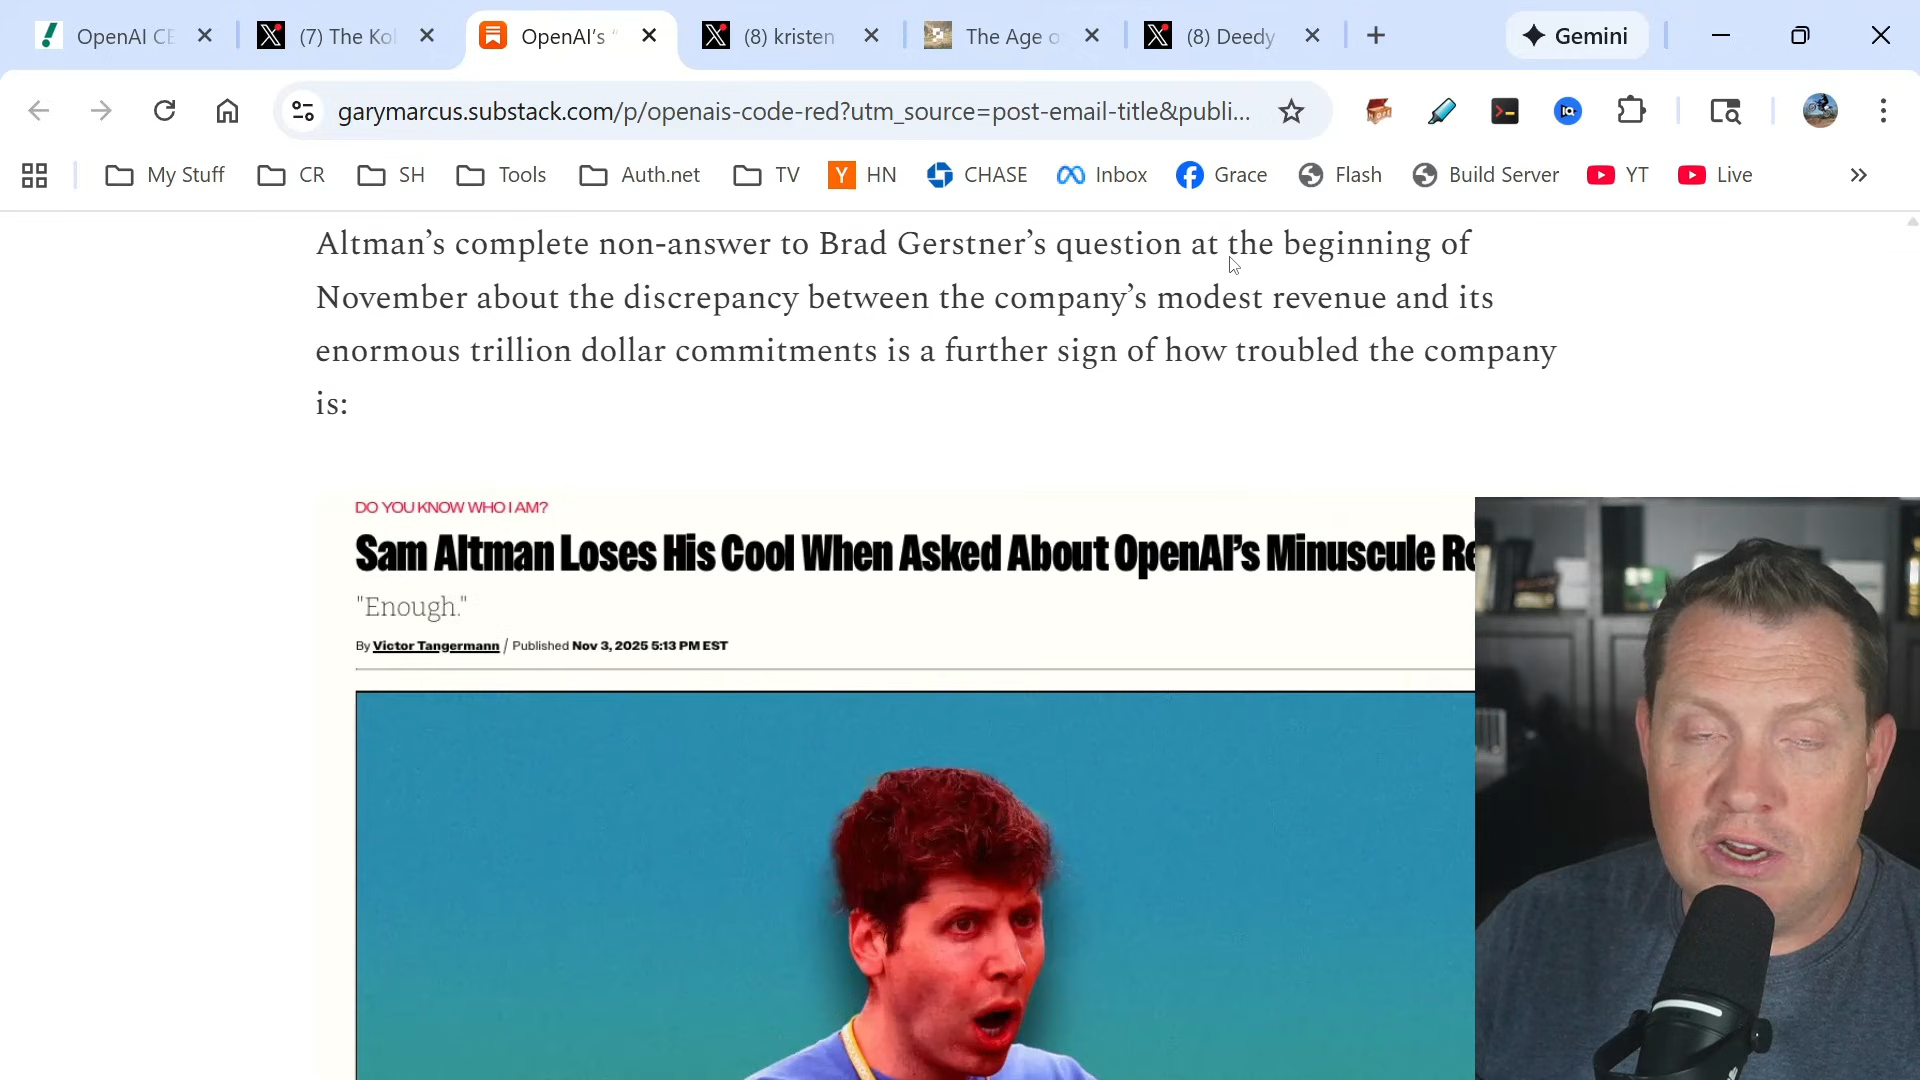 OpenAI CE
(7) The Kol
OpenAI's "
(8) kristen
The Age o
(8) Deedy
Gemini
garymarcus.substack.com/p/openais-code-red?utm_source=post-email-title&publi...
My Stuff
CR
SH
Tools
Auth.net
TV
Y HN
CHASE
Inbox
Grace
Flash
Build Server
YT
Live
Altman's complete non-answer to Brad Gerstner's question at the beginning of
November about the discrepancy between the company's modest revenue and its
enormous trillion dollar commitments is a further sign of how troubled the company
is:
DO YOU KNOW WHO I AM?
Sam Altman Loses His Cool When Asked About OpenAI's Minuscule Re
"Enough."
By Victor Tangermann / Published Nov 3, 2025 5:13 PM EST